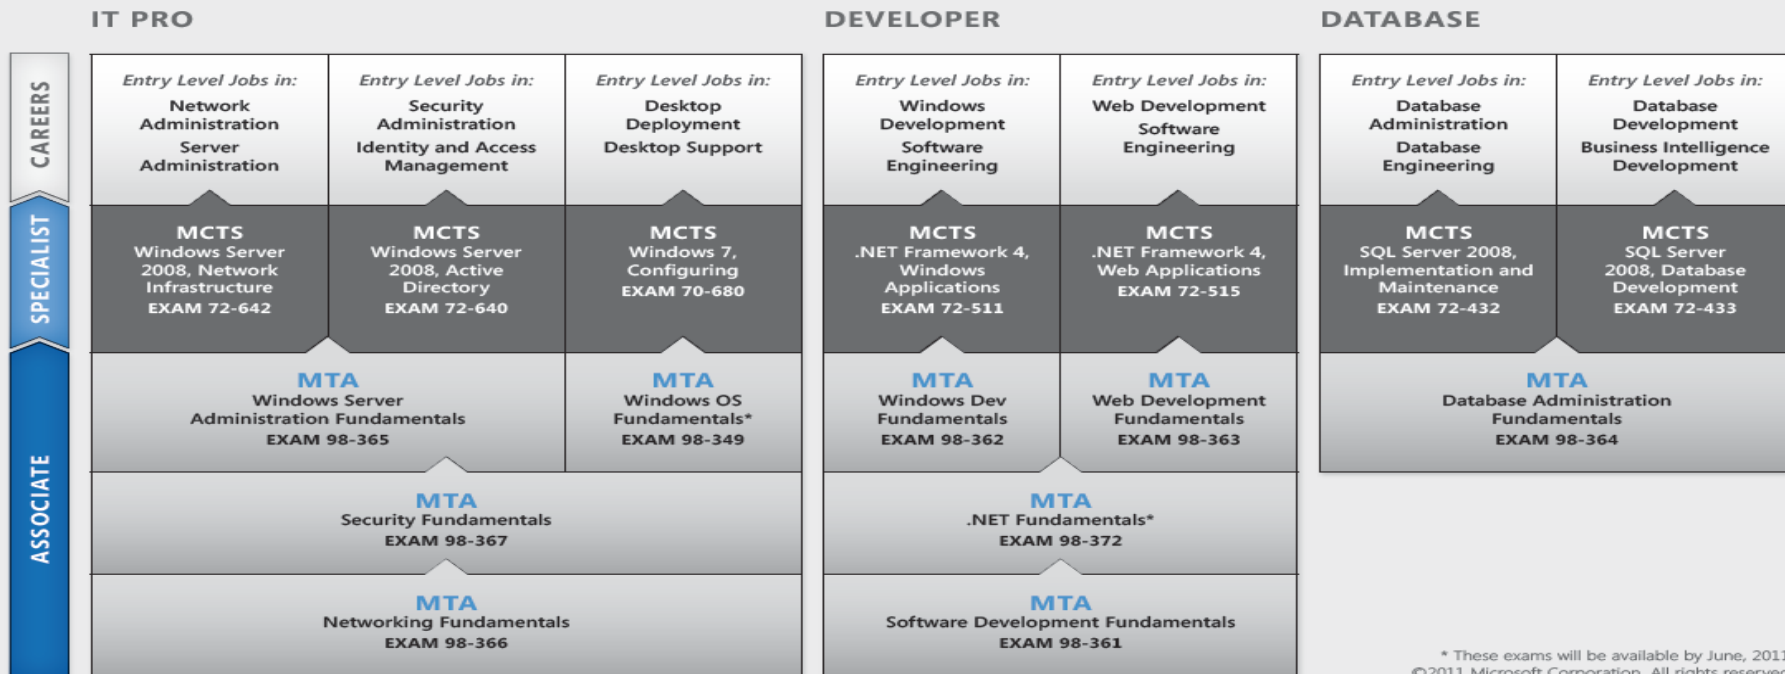 IT PRO
DEVELOPER
DATABASE
CAREERS
Entry Level Jobs in:
Network
Administration
Server
Administration
Entry Level Jobs in:
Security
Administration
Identity and Access
Management
Entry Level Jobs in:
Desktop
Deployment
Desktop Support
Entry Level Jobs in:
Windows
Development
Software
Engineering
Entry Level Jobs in:
Web Development
Software
Engineering
Entry Level Jobs in:
Database
Administration
Database
Engineering
Entry Level Jobs in:
Database
Development
Business Intelligence
Development
SPECIALIST
MCTS
Windows Server
2008, Network
Infrastructure
EXAM 72-642
MCTS
Windows Server
2008, Active
Directory
EXAM 72-640
MCTS
Windows 7,
Configuring
EXAM 70-680
MCTS
.NET Framework 4,
Windows
Applications
EXAM 72-511
MCTS
.NET Framework 4,
Web Applications
EXAM 72-515
MCTS
SQL Server 2008,
Implementation and
Maintenance
EXAM 72-432
MCTS
SQL Server
2008, Database
Development
EXAM 72-433
ASSOCIATE
MTA
Windows Server
Administration Fundamentals
EXAM 98-365
MTA
Windows OS
Fundamentals*
EXAM 98-349
MTA
Windows Dev
Fundamentals
EXAM 98-362
MTA
Web Development
Fundamentals
EXAM 98-363
MTA
Database Administration
Fundamentals
EXAM 98-364
MTA
Security Fundamentals
EXAM 98-367
MTA
.NET Fundamentals*
EXAM 98-372
MTA
Networking Fundamentals
EXAM 98-366
MTA
Software Development Fundamentals
EXAM 98-361
* These exams will be available by June, 2011
©2011 Microsoft Corporation. All rights reserved